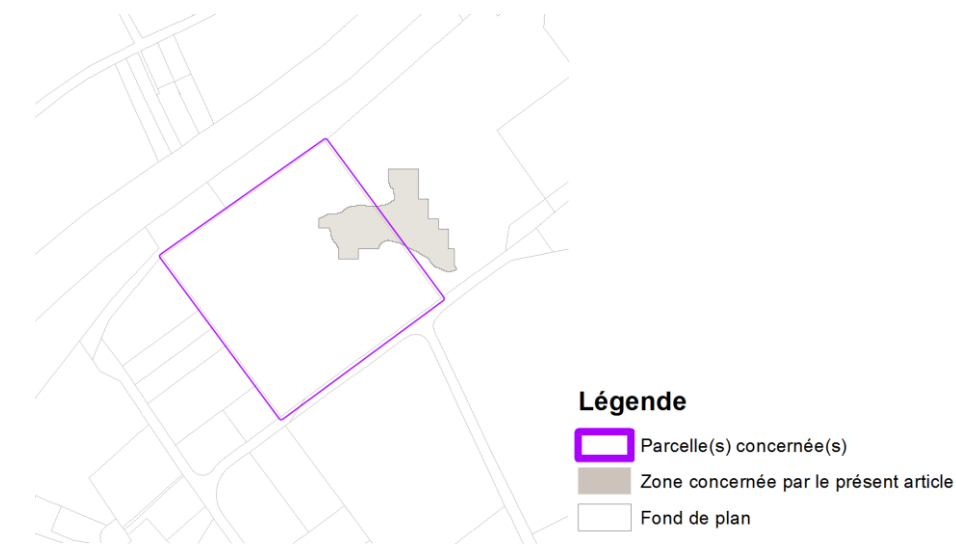 Légende
Parcelle(s) concernée(s)
Zone concernée par le présent article
Fond de plan